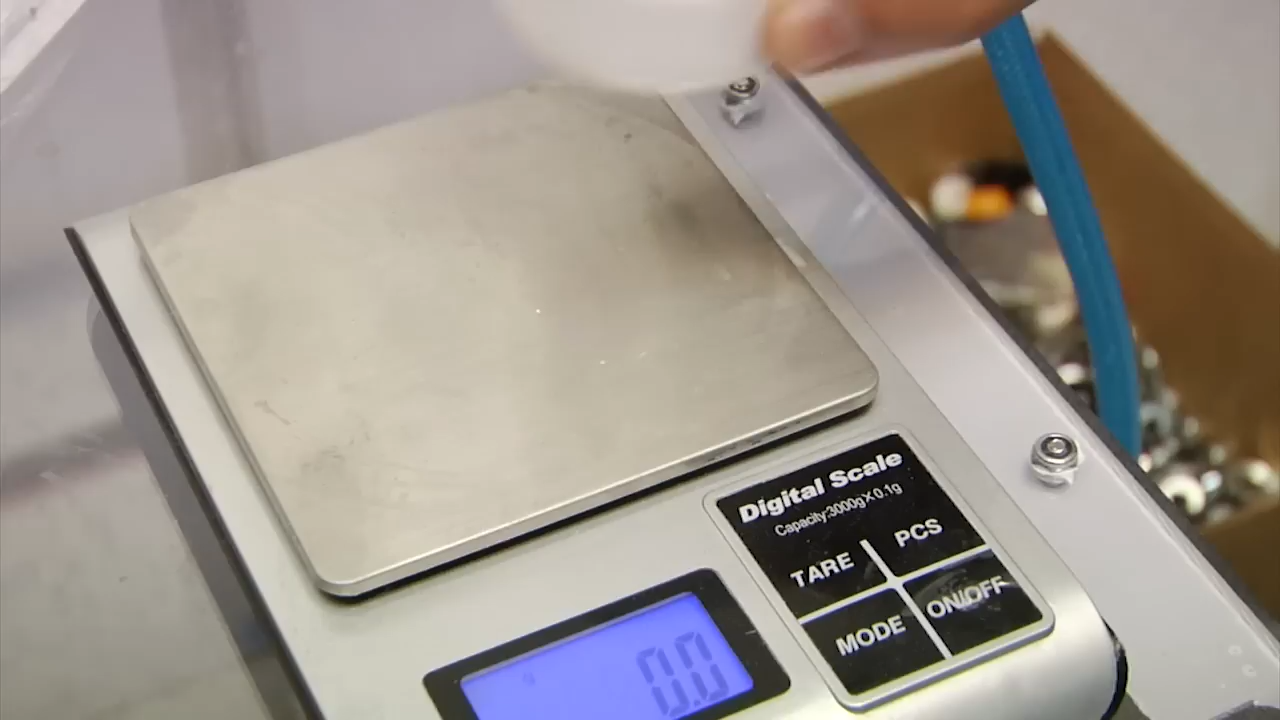 Digital Scale
Capacity:3000g×0.1g
TARE
PCS
MODE
ON/OFF
0.0